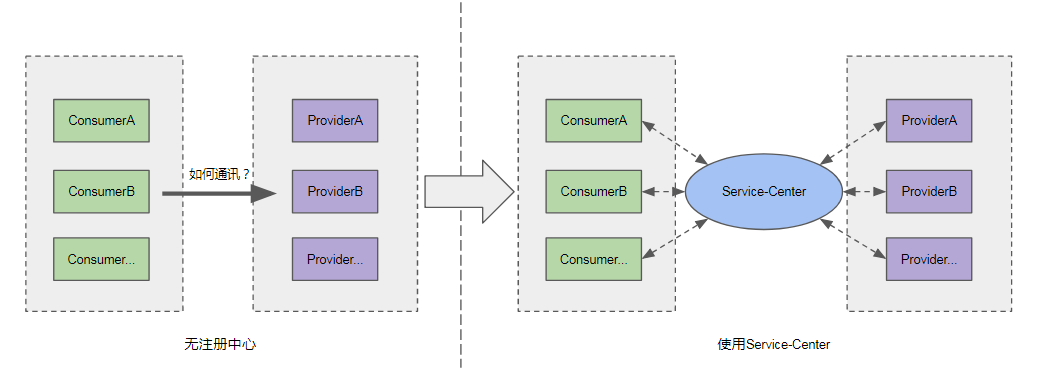 ConsumerA
ConsumerB
Consumer...
如何通讯？
ProviderA
ProviderB
Provider...
无注册中心
ConsumerA
ConsumerB
Consumer...
Service-Center
ProviderA
ProviderB
Provider...
使用Service-Center